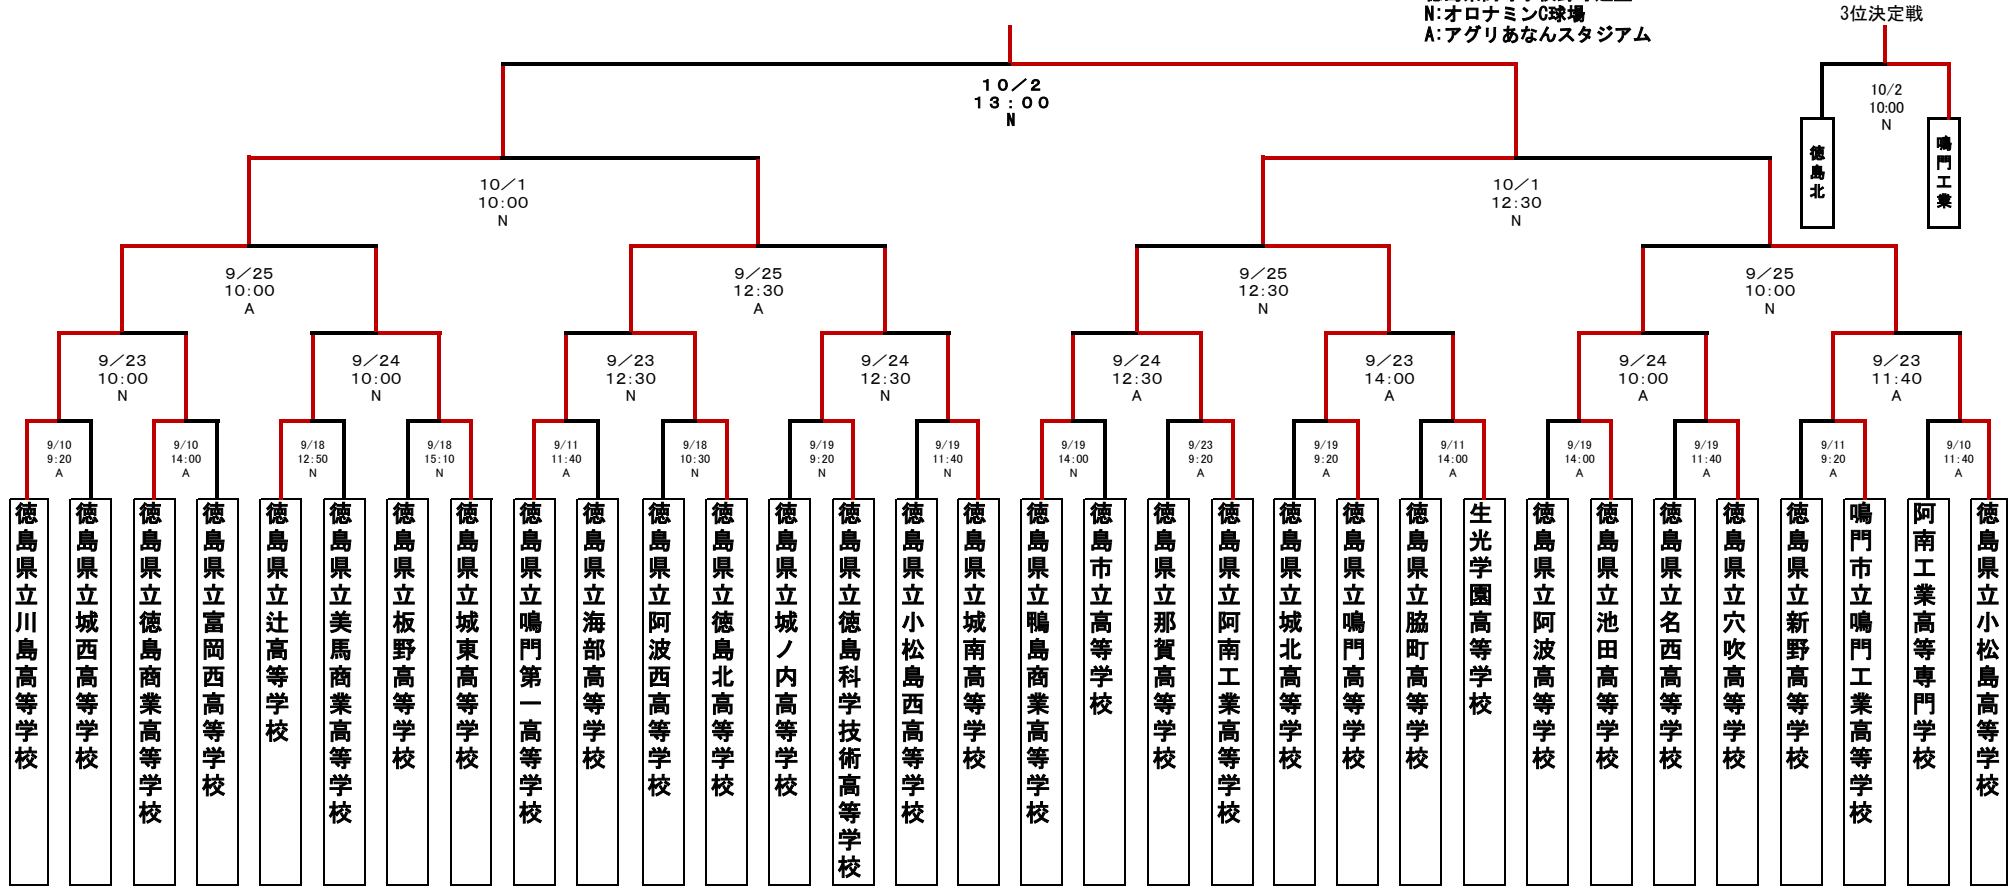 N:オロナミンC球場
A:アグリあなんスタジアム
3位決定戦
10/2
13:00
N
10/2
10:00
N
徳島北
鳴門工業
10/1
10:00
N
10/1
12:30
N
9/25
10:00
A
9/25
12:30
A
9/25
12:30
N
9/25
10:00
N
9/23
10:00
N
9/24
10:00
N
9/23
12:30
N
9/24
12:30
N
9/24
12:30
A
9/23
14:00
A
9/24
10:00
A
9/23
11:40
A
9/10
9:20
A
9/10
14:00
A
9/18
12:50
N
9/18
15:10
N
9/11
11:40
A
9/18
10:30
N
9/19
9:20
N
9/19
11:40
N
9/19
14:00
N
9/23
9:20
A
9/19
9:20
A
9/11
14:00
A
9/19
14:00
A
9/19
11:40
A
9/11
9:20
A
9/10
11:40
A
徳島県立川島高等学校
徳島県立城西高等学校
徳島県立徳島商業高等学校
徳島県立富岡西高等学校
徳島県立辻高等学校
徳島県立美馬商業高等学校
徳島県立板野高等学校
徳島県立城東高等学校
徳島県立鳴門第一高等学校
徳島県立海部高等学校
徳島県立阿波西高等学校
徳島県立徳島北高等学校
徳島県立城ノ内高等学校
徳島県立徳島科学技術高等学校
徳島県立小松島西高等学校
徳島県立城南高等学校
徳島県立鴨島商業高等学校
徳島市立高等学校
徳島県立那賀高等学校
徳島県立阿南工業高等学校
徳島県立城北高等学校
徳島県立鳴門高等学校
徳島県立脇町高等学校
生光学園高等学校
徳島県立阿波高等学校
徳島県立池田高等学校
徳島県立名西高等学校
徳島県立穴吹高等学校
徳島県立新野高等学校
鳴門市立鳴門工業高等学校
阿南工業高等専門学校
徳島県立小松島高等学校